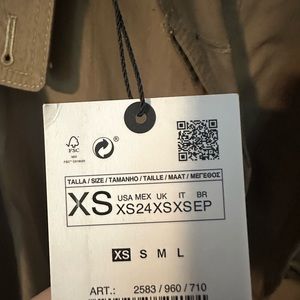 FSC
TALLA / SIZE / TAMANHO / TAILLE / MAAT / ΜΕΓΕΘΟΣ
USA MEX UK IT BR
XS XS24XSXSEP
XS S M L
ART.: 2583 / 960 / 710